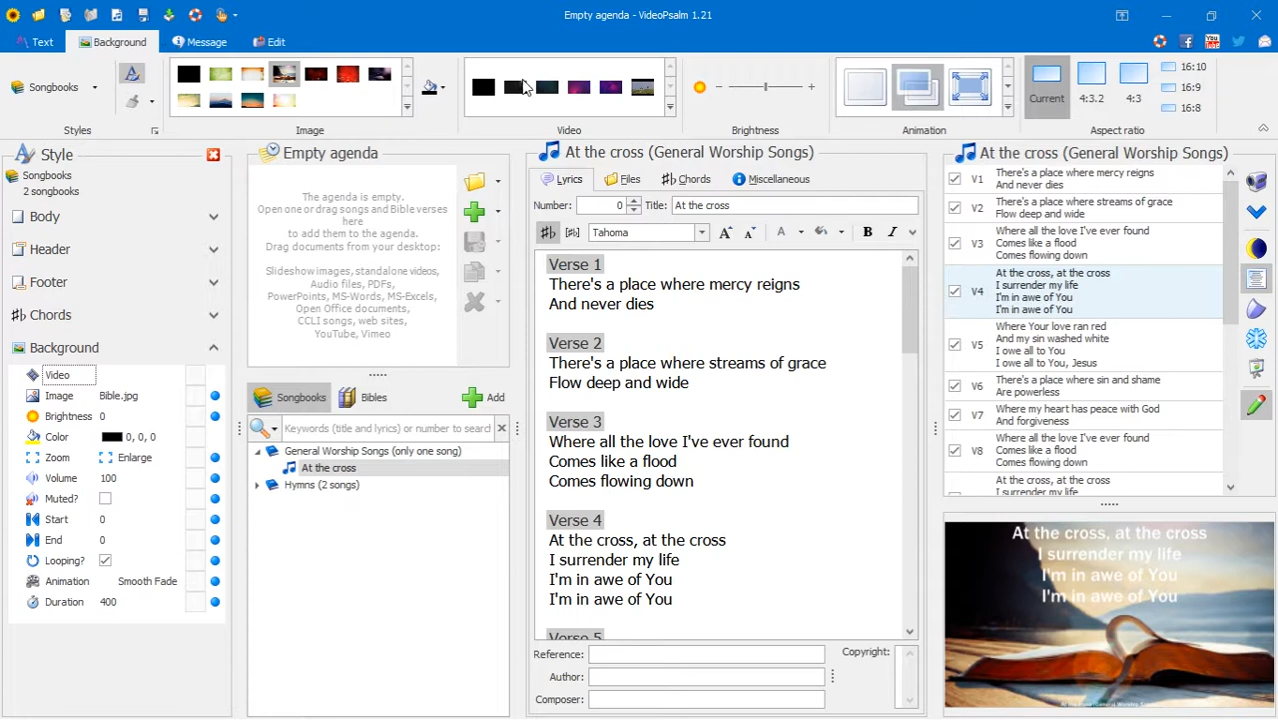 Empty agenda - VideoPsalm 1.21
Text
Background
Message
Edit
Songbooks
Current
4:3.2
4:3
16:10
16:9
16:8
Styles
Image
Video
Brightness
Animation
Aspect ratio
Style
Songbooks
2 songbooks
Body
Header
Footer
Chords
Background
Video
Image Bible.jpg
Brightness 0
Color 0, 0, 0
Zoom Enlarge
Volume 100
Muted?
Start 0
End 0
Looping?
Animation Smooth Fade
Duration 400
Empty agenda
The agenda is empty.
Open one or drag songs and Bible verses
here
to add them to the agenda.
Drag documents from your desktop:
Slideshow images, standalone videos,
Audio files, PDFs,
PowerPoints, MS-Words, MS-Excels,
Open Office documents,
CCLI songs, web sites,
YouTube, Vimeo
Songbooks
Bibles
Add
Keywords (title and lyrics) or number to search
General Worship Songs (only one song)
At the cross
Hymns (2 songs)
At the cross (General Worship Songs)
Lyrics
Files
Chords
Miscellaneous
Number: 0 Title: At the cross
Tahoma
Verse 1
There's a place where mercy reigns
And never dies
Verse 2
There's a place where streams of grace
Flow deep and wide
Verse 3
Where all the love I've ever found
Comes like a flood
Comes flowing down
Verse 4
At the cross, at the cross
I surrender my life
I'm in awe of You
I'm in awe of You
Verse 5
Reference:
Author:
Composer:
Copyright:
At the cross (General Worship Songs)
V1 There's a place where mercy reigns
And never dies
V2 There's a place where streams of grace
Flow deep and wide
V3 Where all the love I've ever found
Comes like a flood
Comes flowing down
V4 At the cross, at the cross
I surrender my life
I'm in awe of You
I'm in awe of You
V5 Where Your love ran red
And my sin washed white
I owe all to You
I owe all to You, Jesus
V6 There's a place where sin and shame
Are powerless
V7 Where my heart has peace with God
And forgiveness
V8 Where all the love I've ever found
Comes like a flood
Comes flowing down
At the cross, at the cross
I surrender my life
At the cross, at the cross
I surrender my life
I'm in awe of You
I'm in awe of You